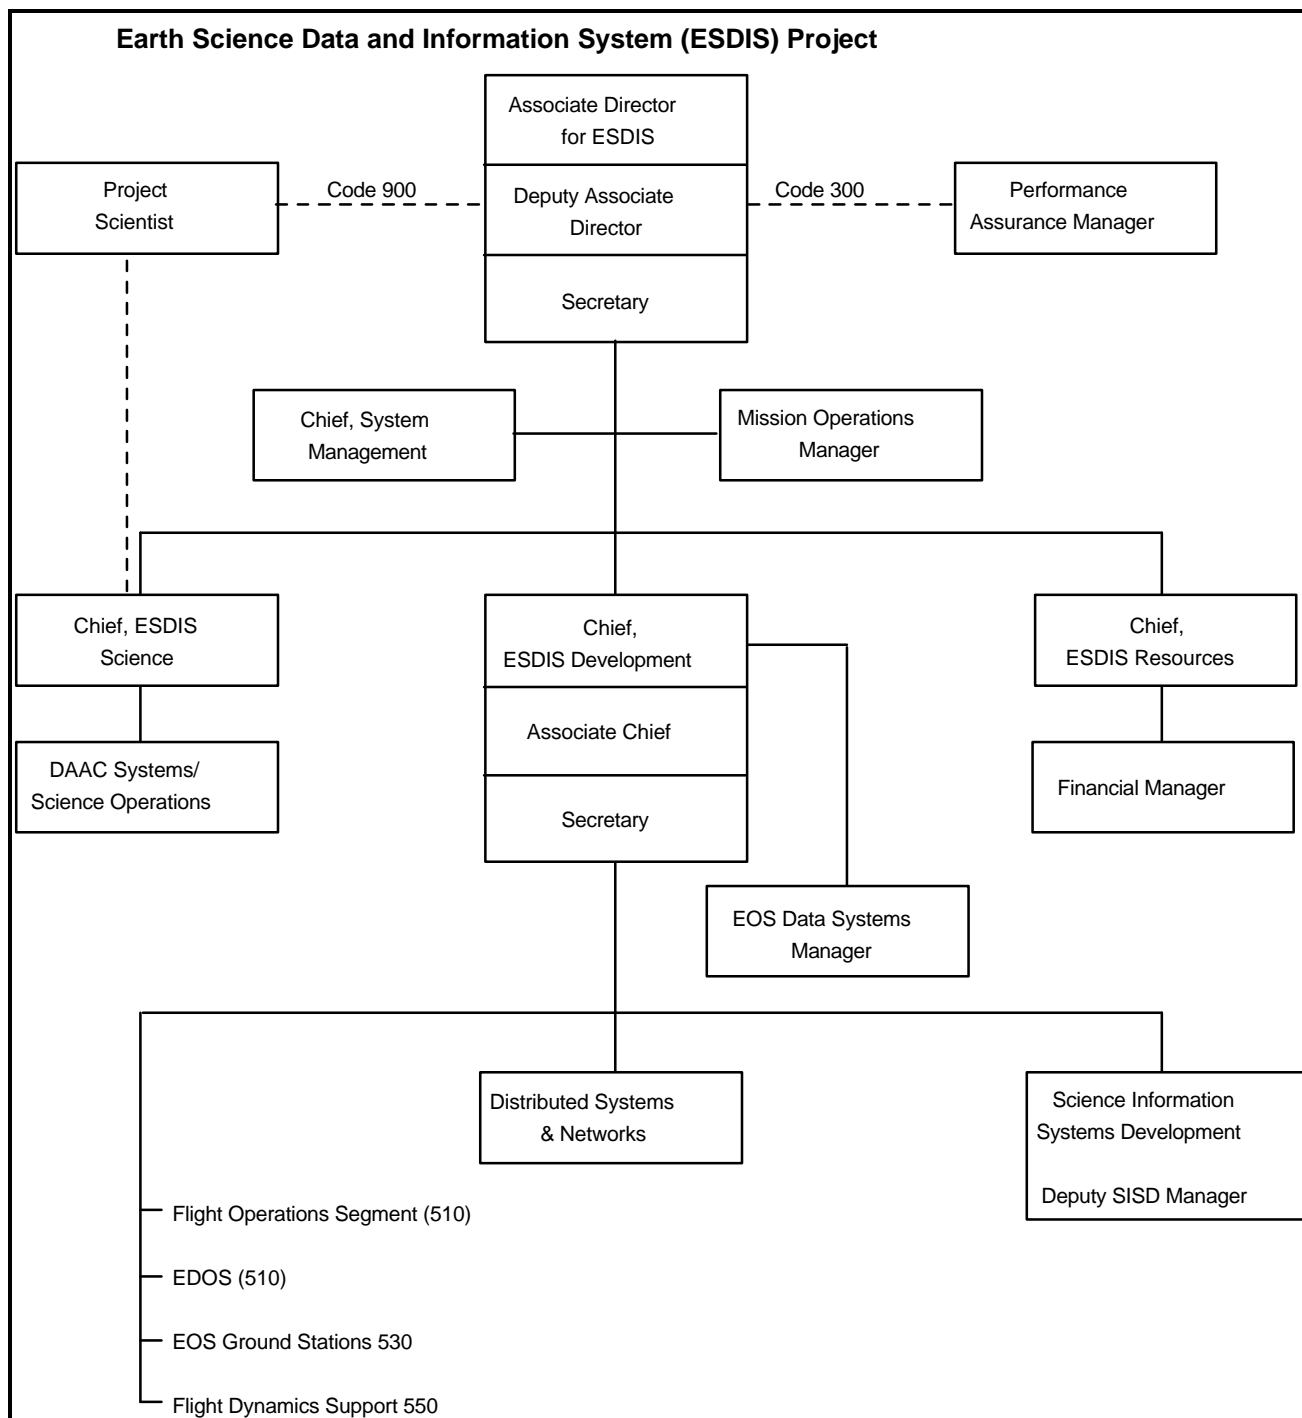 Earth Science Data and Information System (ESDIS) Project
Associate Director
for ESDIS
Project
Scientist
Code 900
Deputy Associate
Director
Code 300
Performance
Assurance Manager
Secretary
Chief, System
Management
Mission Operations
Manager
Chief, ESDIS
Science
Chief,
ESDIS Development
Chief,
ESDIS Resources
Associate Chief
DAAC Systems/
Science Operations
Financial Manager
Secretary
EOS Data Systems
Manager
Distributed Systems
& Networks
Science Information
Systems Development
Deputy SISD Manager
Flight Operations Segment (510)
EDOS (510)
EOS Ground Stations 530
Flight Dynamics Support 550